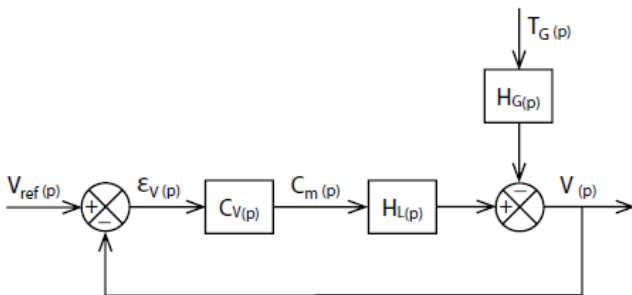 T_G (p)
H_G(p)
−
V_ref (p)
+
−
ε_V (p)
C_V(p)
C_m (p)
H_L(p)
+
V (p)